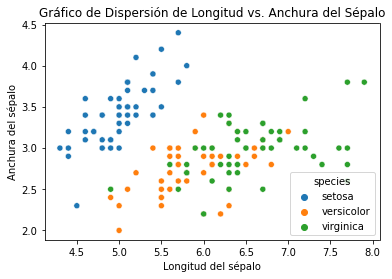 Gráfico de Dispersión de Longitud vs. Anchura del Sépalo
Anchura del sépalo
4.5
4.0
3.5
3.0
2.5
2.0
species
setosa
versicolor
virginica
4.5 5.0 5.5 6.0 6.5 7.0 7.5 8.0
Longitud del sépalo